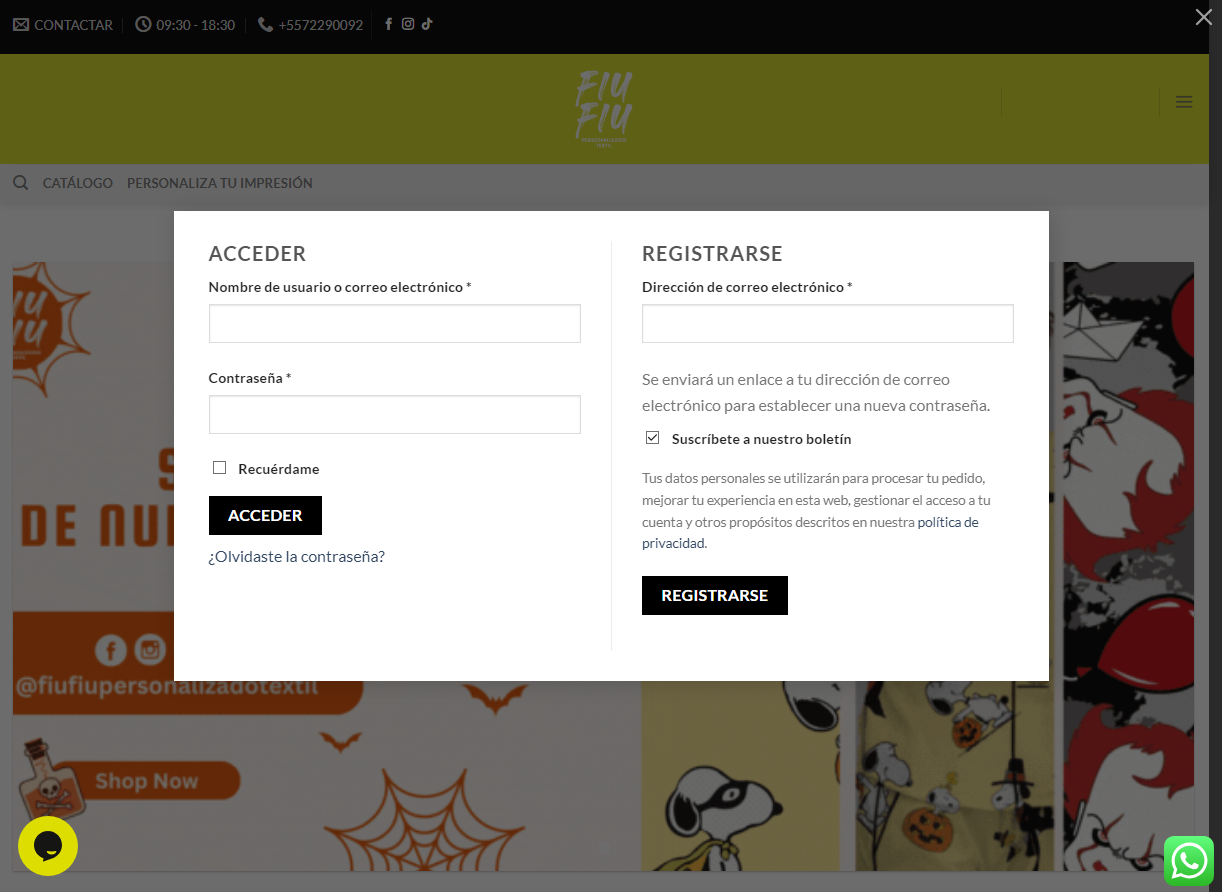 CONTACTAR
09:30 - 18:30
+5572290092
FIU
FIU
CATÁLOGO
PERSONALIZA TU IMPRESIÓN
ACCEDER
Nombre de usuario o correo electrónico *
Contraseña *
Recuérdame
ACCEDER
¿Olvidaste la contraseña?
REGISTRARSE
Dirección de correo electrónico *
Se enviará un enlace a tu dirección de correo
electrónico para establecer una nueva contraseña.
Suscríbete a nuestro boletín
Tus datos personales se utilizarán para procesar tu pedido,
mejorar tu experiencia en esta web, gestionar el acceso a tu
cuenta y otros propósitos descritos en nuestra política de
privacidad.
REGISTRARSE
DE NU
@fiufiupersonalizadotextil
Shop Now